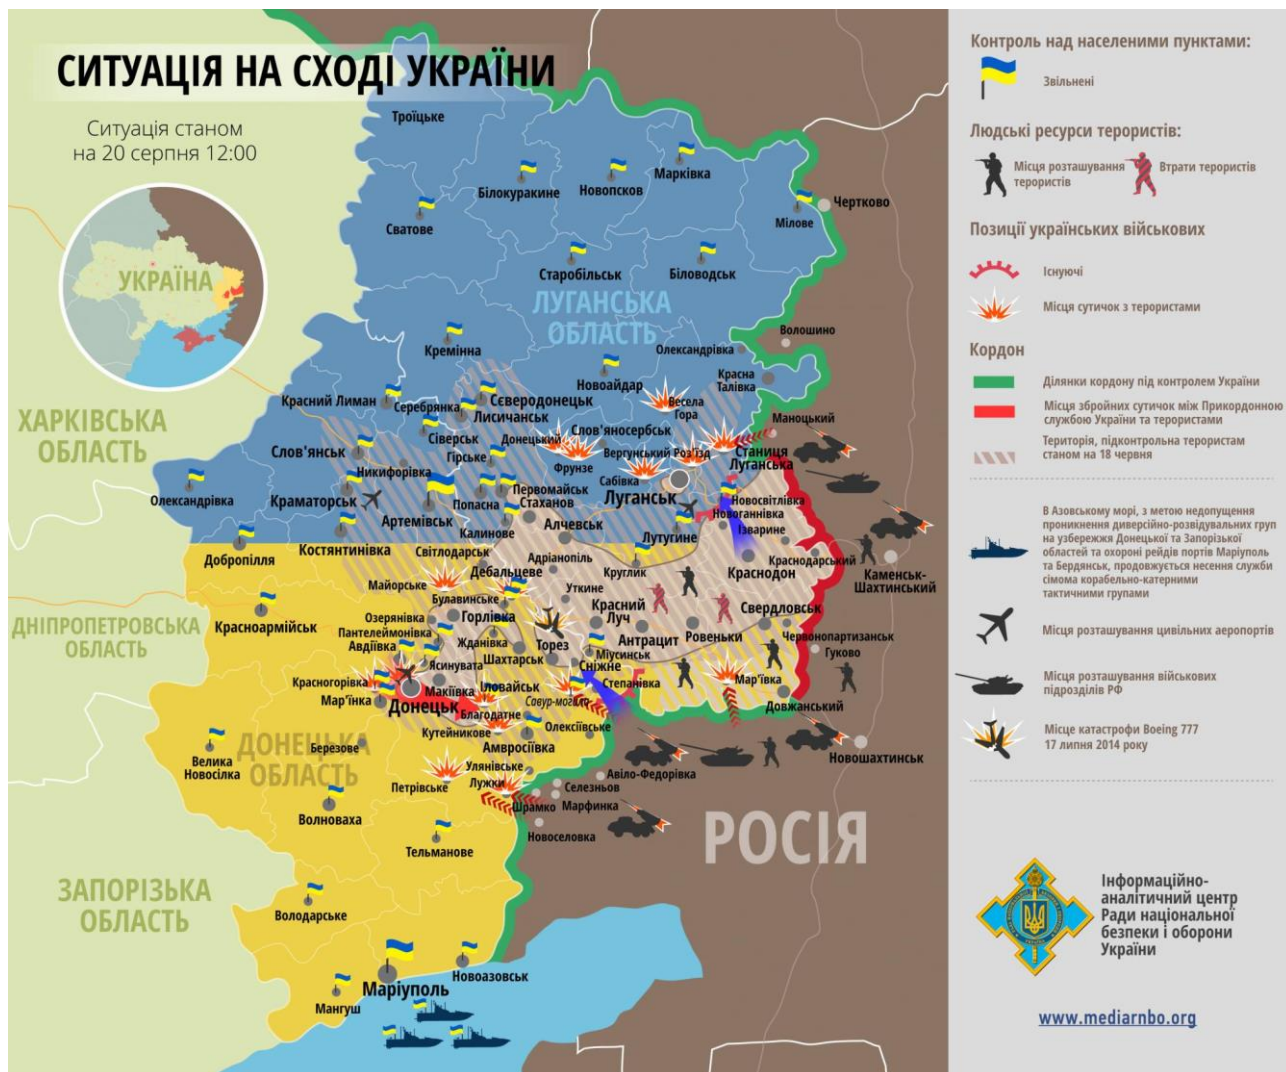 СИТУАЦІЯ НА СХОДІ УКРАЇНИ
Ситуація станом
на 20 серпня 12:00
УКРАЇНА
ХАРКІВСЬКА
ОБЛАСТЬ
ДНІПРОПЕТРОВСЬКА
ОБЛАСТЬ
ЗАПОРІЗЬКА
ОБЛАСТЬ
ЛУГАНСЬКА
ОБЛАСТЬ
ДОНЕЦЬКА
ОБЛАСТЬ
РОСІЯ
Троїцьке
Білокуракине
Новопсков
Марківка
Сватове
Мілове
Чертково
Старобільськ
Біловодськ
Кремінна
Волошино
Олександрівка
Новоайдар
Красна
Талівка
Красний Лиман
Серебрянка
Сєверодонецьк
Лисичанськ
Весела
Гора
Маноцький
Сіверськ
Донецький
Слов'яносербськ
Слов'янськ
Гірське
Вергунський Роз'їзд
Станиця
Луганська
Никифорівка
Фрунзе
Сабівка
Олександрівка
Краматорськ
Первомайськ
Стаханов
Луганськ
Новосвітлівка
Попасна
Новоганнівка
Артемівськ
Калинове
Алчевськ
Лутугине
Ізварине
Костянтинівка
Світлодарськ
Адріанопіль
Краснодарський
Добропілля
Дебальцеве
Круглик
Краснодон
Каменськ-
Шахтинський
Майорське
Уткине
Булавинське
Красний
Луч
Свердловськ
Красноармійськ
Озерянівка
Горлівка
Пантелеймонівка
Авдіївка
Жданівка
Торез
Антрацит
Ровеньки
Червонопартизанськ
Міусинськ
Гуково
Ясинувата
Шахтарськ
Сніжне
Красногорівка
Макіївка
Іловайськ
Степанівка
Мар'ївка
Мар'їнка
Донецьк
Благодатне
Савур-могила
Довжанський
Кутейникове
Олексіївське
Амвросіївка
Березове
Новошахтинськ
Велика
Новосілка
Улянівське
Авіло-Федорівка
Петрівське
Лужки
Селезньов
Шрамко
Марфинка
Волноваха
Новоселовка
Тельманове
Володарське
Новоазовськ
Маріуполь
Мангуш
Контроль над населеними пунктами:
Звільнені
Людські ресурси терористів:
Місця розташування
терористів
Втрати терористів
Позиції українських військових
Існуючі
Місця сутичок з терористами
Кордон
Ділянки кордону під контролем України
Місця збройних сутичок між Прикордонною
службою України та терористами
Територія, підконтрольна терористам
станом на 18 червня
В Азовському морі, з метою недопущення
проникнення диверсійно-розвідувальних груп
на узбережжя Донецької та Запорізької
областей та охороні рейдів портів Маріуполь
та Бердянськ, продовжується несення служби
сімома корабельно-катерними
тактичними групами
Місця розташування цивільних аеропортів
Місця розташування військових
підрозділів РФ
Місце катастрофи Boeing 777
17 липня 2014 року
Інформаційно-
аналітичний центр
Ради національної
безпеки і оборони
України
www.mediarnbo.org